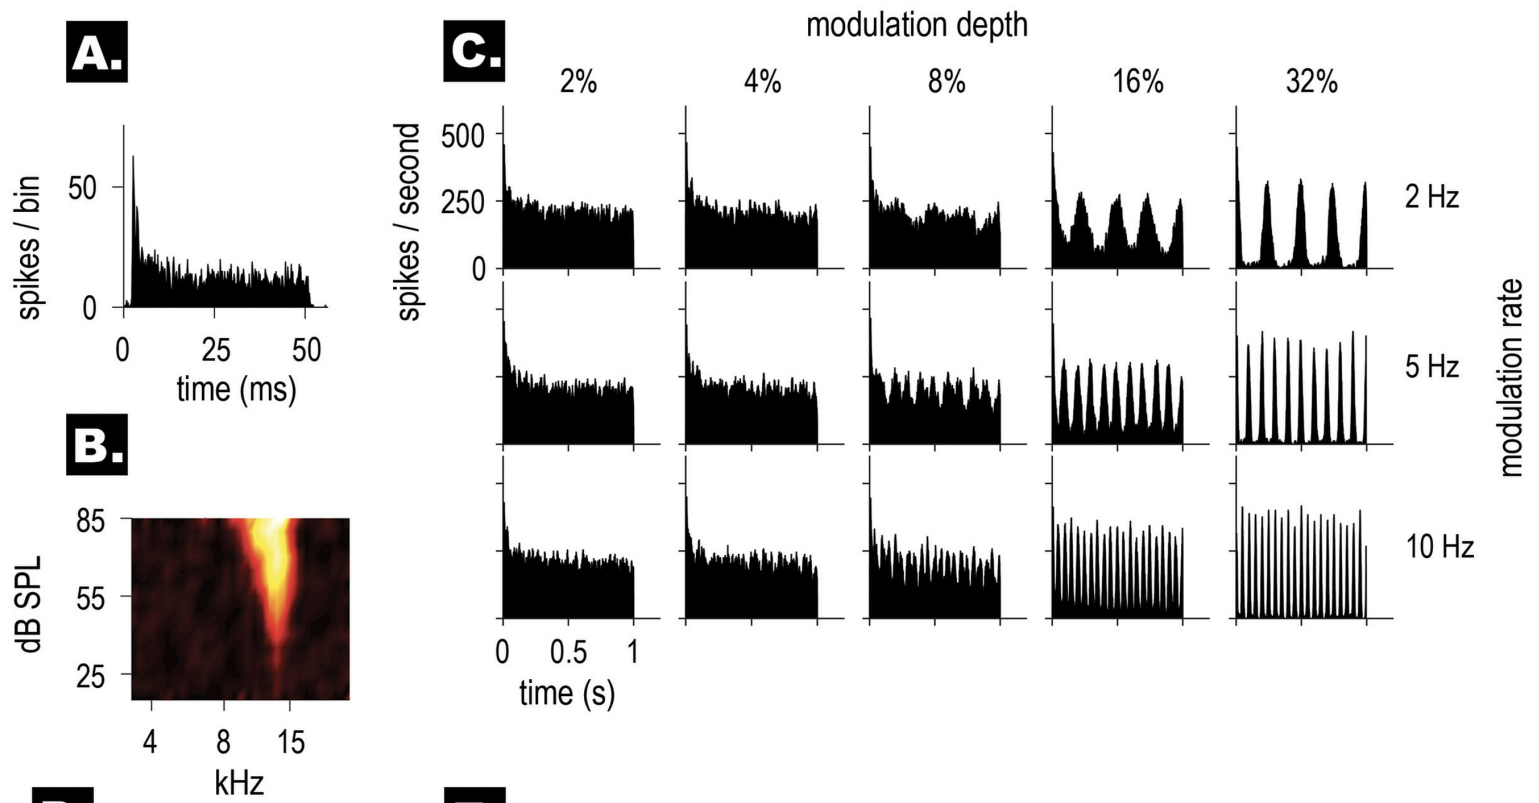 A.
spikes / bin
50
0
0 25 50
time (ms)
B.
dB SPL
85
55
25
4 8 15
kHz
C.
modulation depth
2% 4% 8% 16% 32%
spikes / second
500
250
0
2 Hz
5 Hz
10 Hz
modulation rate
0 0.5 1
time (s)